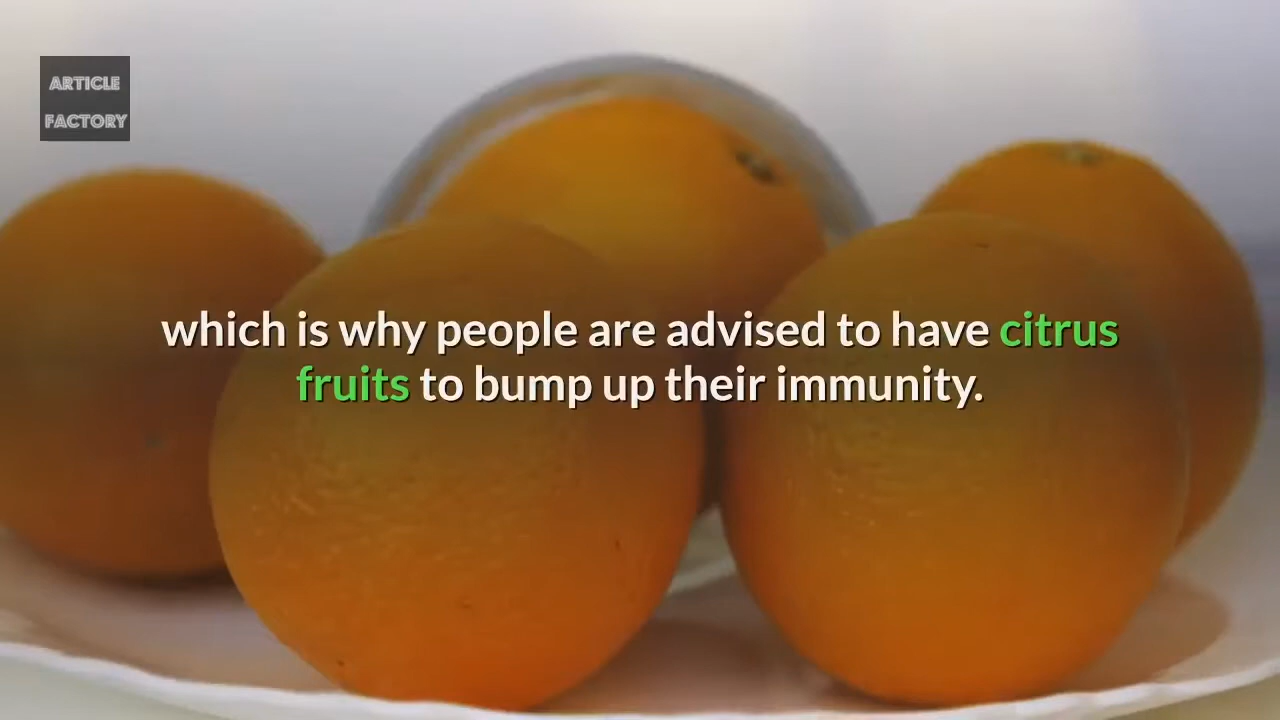 ARTICLE
FACTORY
which is why people are advised to have citrus
fruits to bump up their immunity.